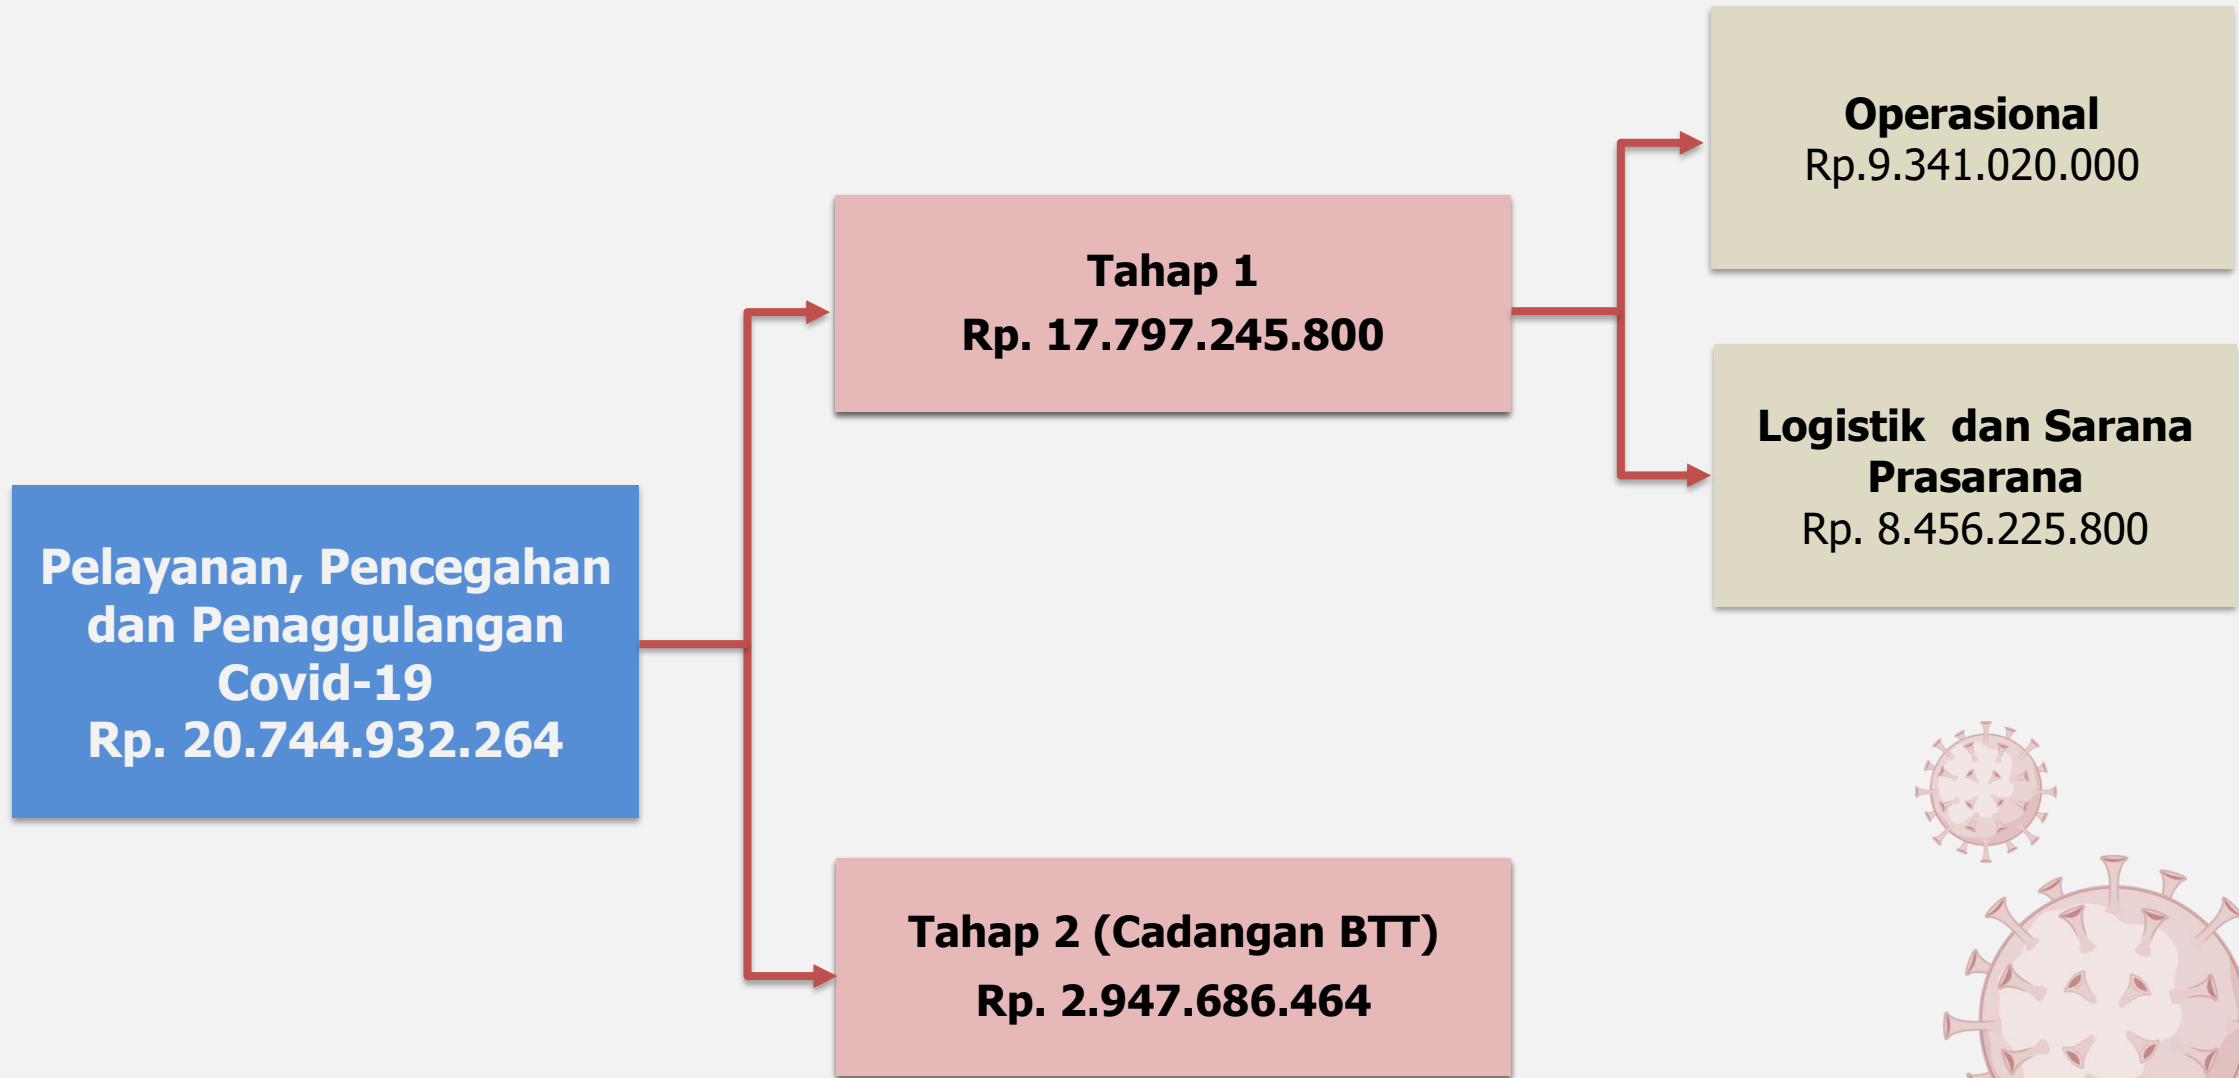 Pelayanan, Pencegahan
dan Penaggulangan
Covid-19
Rp. 20.744.932.264
Tahap 1
Rp. 17.797.245.800
Operasional
Rp.9.341.020.000
Logistik  dan Sarana
Prasarana
Rp. 8.456.225.800
Tahap 2 (Cadangan BTT)
Rp. 2.947.686.464